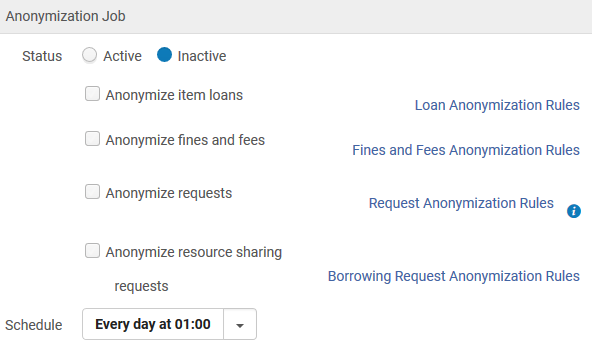 Anonymization Job
Status Active Inactive
Anonymize item loans Loan Anonymization Rules
Anonymize fines and fees Fines and Fees Anonymization Rules
Anonymize requests Request Anonymization Rules i
Anonymize resource sharing
requests Borrowing Request Anonymization Rules
Schedule Every day at 01:00